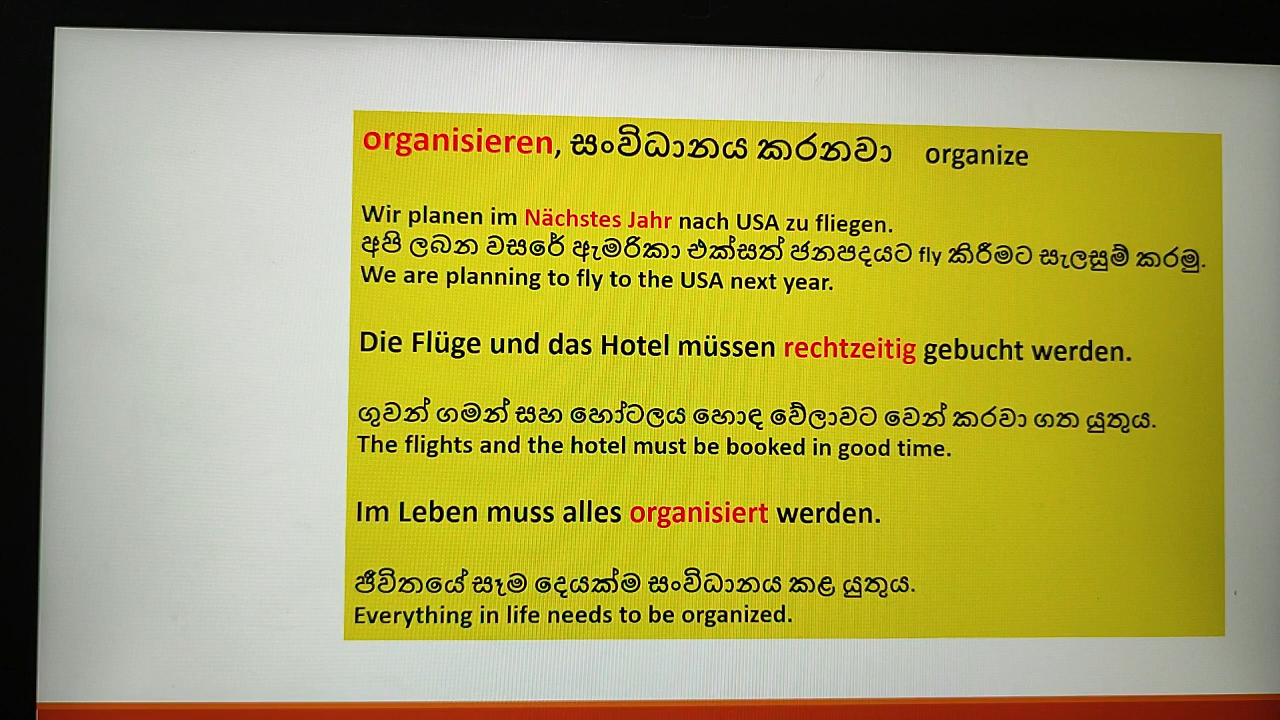 organisieren, සංවිධානය කරනවා organize
Wir planen im Nächstes Jahr nach USA zu fliegen.
අපි ලබන වසරේ ඇමරිකා එක්සත් ජනපදයට fly කිරීමට සැලසුම් කරමු.
We are planning to fly to the USA next year.
Die Flüge und das Hotel müssen rechtzeitig gebucht werden.
ගුවන් ගමන් සහ හෝටලය හොඳ වේලාවට වෙන් කරවා ගත යුතුය.
The flights and the hotel must be booked in good time.
Im Leben muss alles organisiert werden.
ජීවිතයේ සෑම දෙයක්ම සංවිධානය කළ යුතුය.
Everything in life needs to be organized.